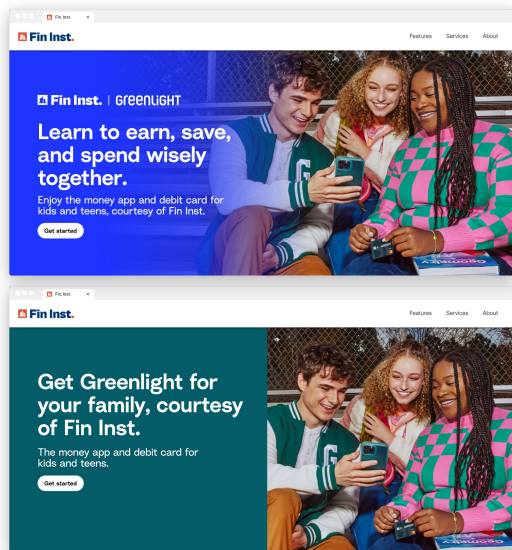 Fin, Inst.
Fin Inst.
Features Services About
Fin Inst. | GREENLIGHT
Learn to earn, save,
and spend wisely
together.
Enjoy the money app and debit card for
kids and teens, courtesy of Fin Inst.
Get started
G
Geometry
Fin, Inst.
Fin Inst.
Features Services About
Get Greenlight for
your family, courtesy
of Fin Inst.
The money app and debit card for
kids and teens.
Get started
G
Geometry